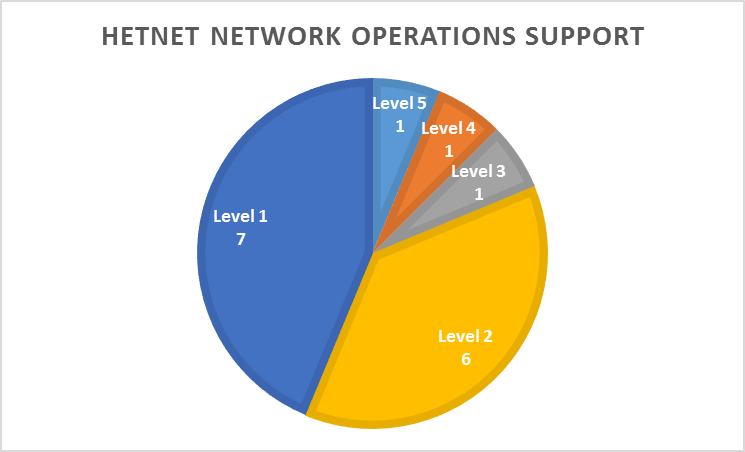 HETNET NETWORK OPERATIONS SUPPORT
Level 5
1
Level 4
1
Level 3
1
Level 2
6
Level 1
7